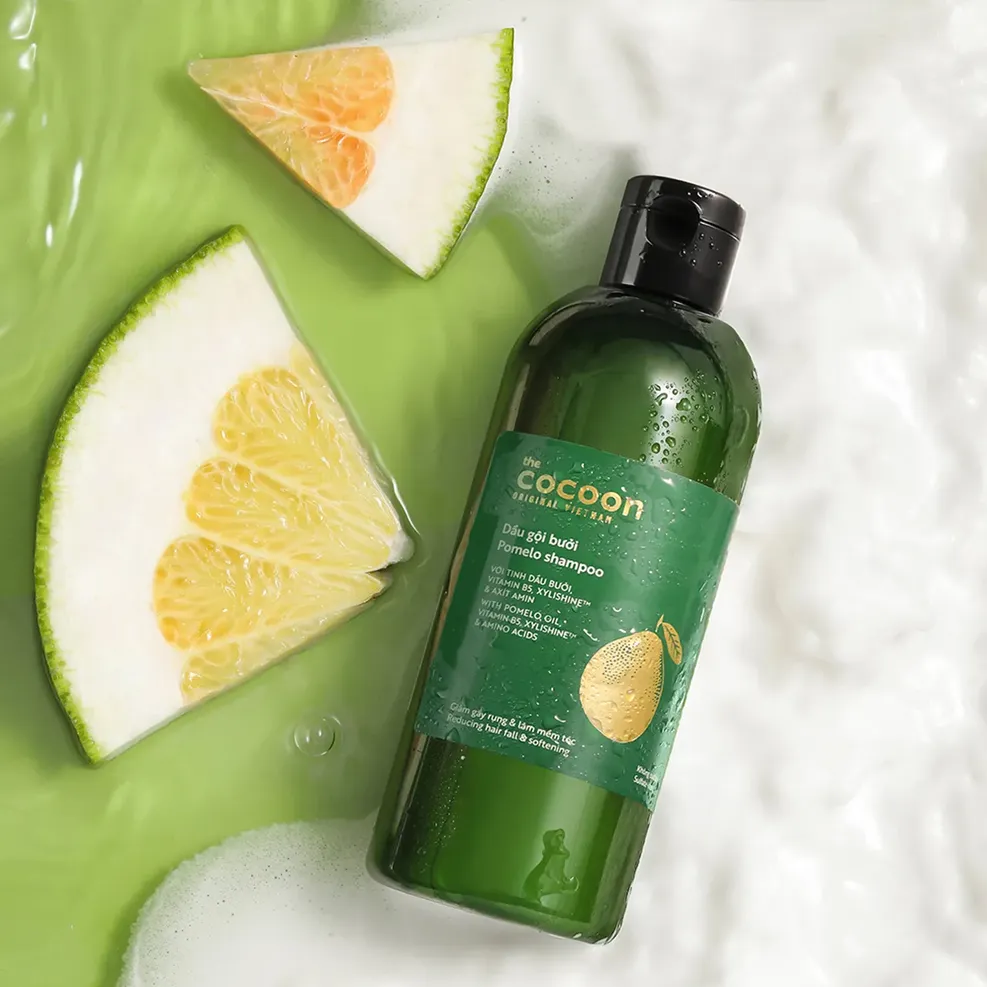 the
cocoon
ORIGINAL VIETNAM
Dầu gội bưởi
Pomelo shampoo
VỚI TINH DẦU BƯỞI,
VITAMIN B5, XYLISHINE™
& AXIT AMIN
WITH POMELO OIL,
VITAMIN B5, XYLISHINE™
& AMINO ACIDS
Giảm gãy rụng & làm mềm tóc
Reducing hair fall & softening